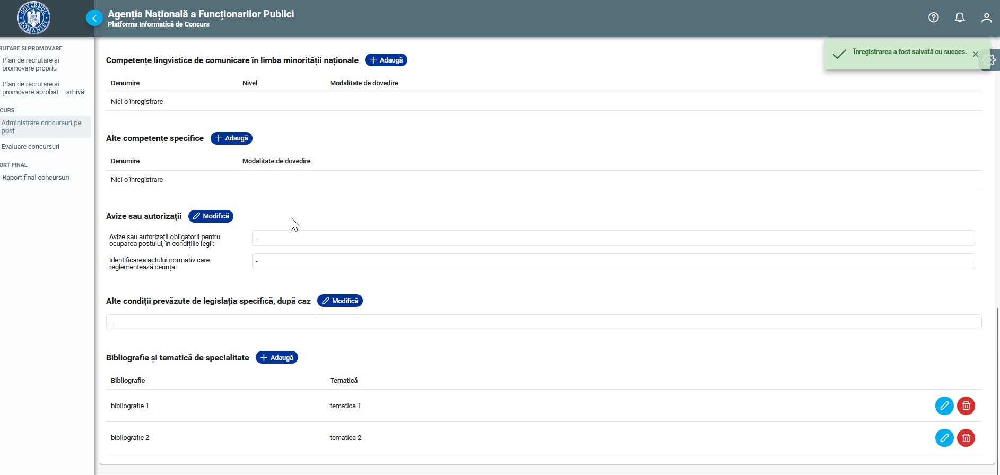 GUVERNUL ROMÂNIEI
Agenția Națională a Funcționarilor Publici
Platforma Informatică de Concurs
RUTARE ȘI PROMOVARE
Plan de recrutare și
promovare propriu
Plan de recrutare și
promovare aprobat – arhivă
CURS
Administrare concursuri pe
post
Evaluare concursuri
ORT FINAL
Raport final concursuri
Înregistrarea a fost salvată cu succes.
Competențe lingvistice de comunicare în limba minorității naționale
Adaugă
Denumire Nivel Modalitate de dovedire
Nici o înregistrare
Alte competențe specifice
Adaugă
Denumire Modalitate de dovedire
Nici o înregistrare
Avize sau autorizații
Modifică
Avize sau autorizații obligatorii pentru
ocuparea postului, în condițiile legii:
-
Identificarea actului normativ care
reglementează cerința:
-
Alte condiții prevăzute de legislația specifică, după caz
Modifică
-
Bibliografie și tematică de specialitate
Adaugă
Bibliografie Tematică
bibliografie 1 tematica 1
bibliografie 2 tematica 2